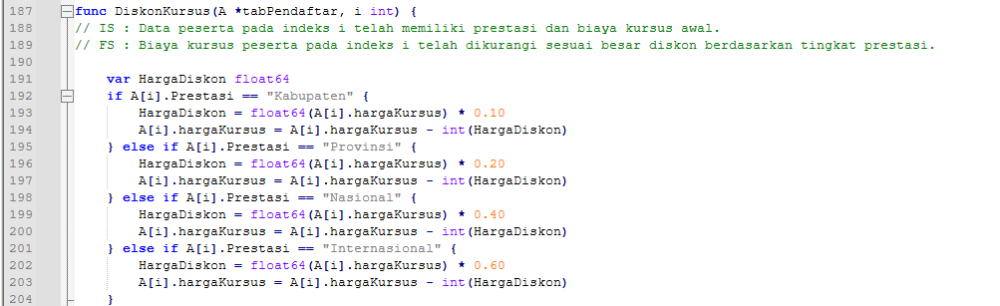 187 func DiskonKursus(A *tabPendaftar, i int) {
188 // IS : Data peserta pada indeks i telah memiliki prestasi dan biaya kursus awal.
189 // FS : Biaya kursus peserta pada indeks i telah dikurangi sesuai besar diskon berdasarkan tingkat prestasi.
190
191     var HargaDiskon float64
192     if A[i].Prestasi == "Kabupaten" {
193         HargaDiskon = float64(A[i].hargaKursus) * 0.10
194         A[i].hargaKursus = A[i].hargaKursus - int(HargaDiskon)
195     } else if A[i].Prestasi == "Provinsi" {
196         HargaDiskon = float64(A[i].hargaKursus) * 0.20
197         A[i].hargaKursus = A[i].hargaKursus - int(HargaDiskon)
198     } else if A[i].Prestasi == "Nasional" {
199         HargaDiskon = float64(A[i].hargaKursus) * 0.40
200         A[i].hargaKursus = A[i].hargaKursus - int(HargaDiskon)
201     } else if A[i].Prestasi == "Internasional" {
202         HargaDiskon = float64(A[i].hargaKursus) * 0.60
203         A[i].hargaKursus = A[i].hargaKursus - int(HargaDiskon)
204     }